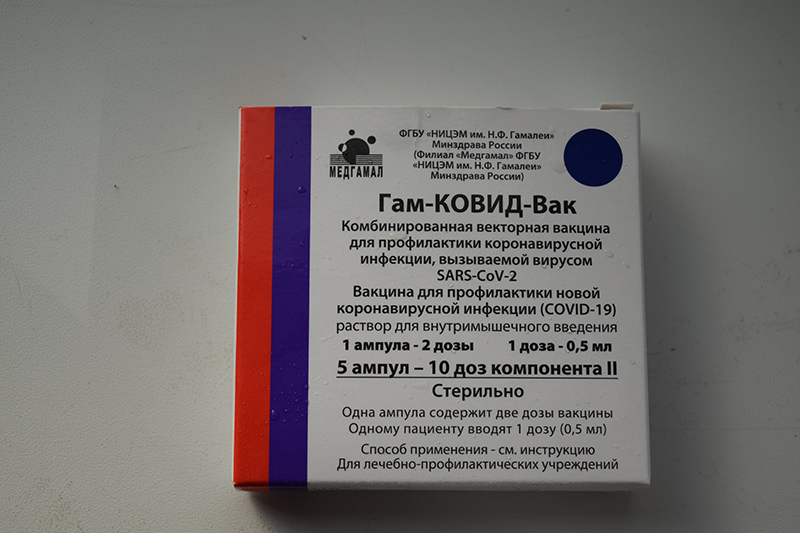 МЕДГАМАЛ
ФГБУ «НИЦЭМ им. Н.Ф. Гамалеи»
Минздрава России
(Филиал «Медгамал» ФГБУ
«НИЦЭМ им. Н.Ф. Гамалеи»
Минздрава России)
Гам-КОВИД-Вак
Комбинированная векторная вакцина
для профилактики коронавирусной
инфекции, вызываемой вирусом
SARS-CoV-2
Вакцина для профилактики новой
коронавирусной инфекции (COVID-19)
раствор для внутримышечного введения
1 ампула - 2 дозы 1 доза - 0,5 мл
5 ампул – 10 доз компонента II
Стерильно
Одна ампула содержит две дозы вакцины
Одному пациенту вводят 1 дозу (0,5 мл)
Способ применения - см. инструкцию
Для лечебно-профилактических учреждений